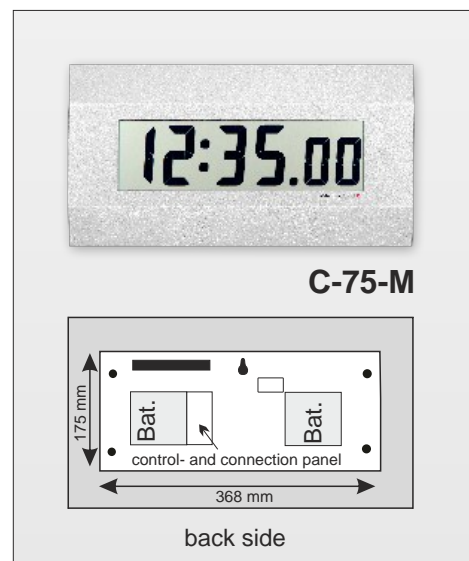 12:35.00
C-75-M
175 mm
Bat.
Bat.
control- and connection panel
368 mm
back side